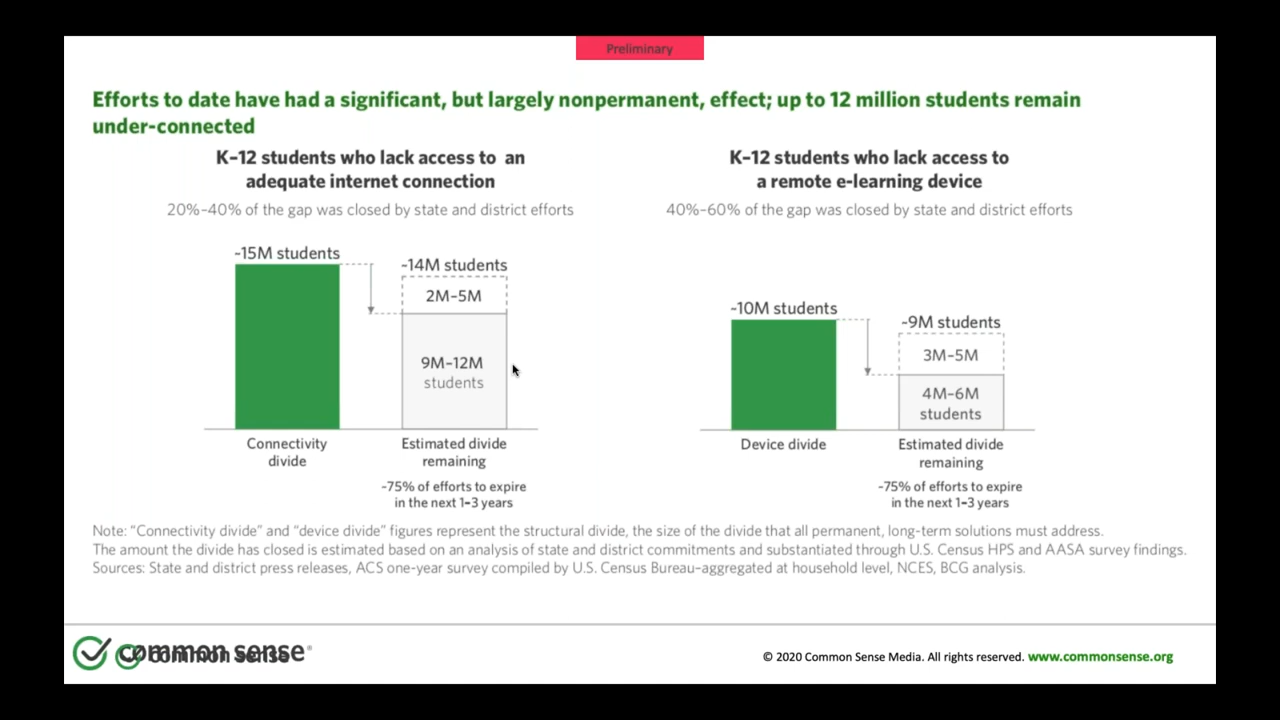 Preliminary
Efforts to date have had a significant, but largely nonpermanent, effect; up to 12 million students remain
under-connected
K–12 students who lack access to an
adequate internet connection
20%–40% of the gap was closed by state and district efforts
~15M students
~14M students
2M–5M
9M–12M
students
Connectivity
divide
Estimated divide
remaining
~75% of efforts to expire
in the next 1–3 years
K–12 students who lack access to
a remote e-learning device
40%–60% of the gap was closed by state and district efforts
~10M students
~9M students
3M–5M
4M–6M
students
Device divide
Estimated divide
remaining
~75% of efforts to expire
in the next 1–3 years
Note: “Connectivity divide” and “device divide” figures represent the structural divide, the size of the divide that all permanent, long-term solutions must address.
The amount the divide has closed is estimated based on an analysis of state and district commitments and substantiated through U.S. Census HPS and AASA survey findings.
Sources: State and district press releases, ACS one-year survey compiled by U.S. Census Bureau–aggregated at household level, NCES, BCG analysis.
common sense®
common sense
© 2020 Common Sense Media. All rights reserved. www.commonsense.org